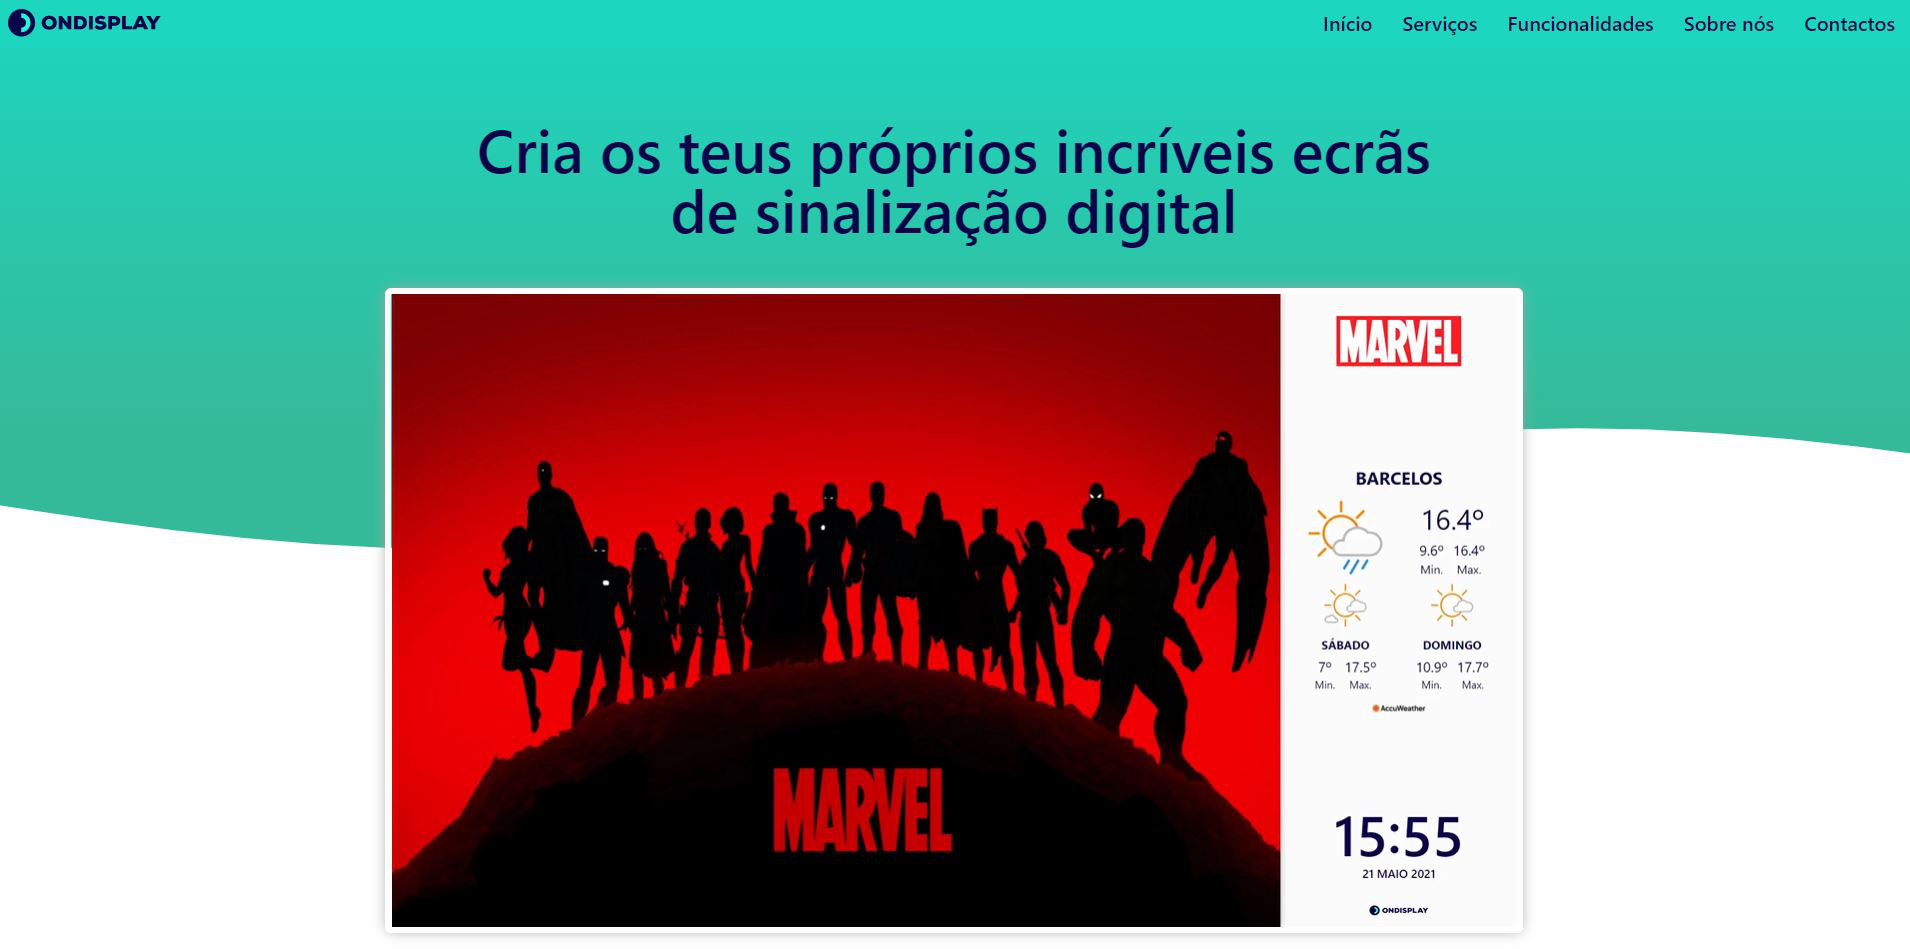 ONDISPLAY
Início Serviços Funcionalidades Sobre nós Contactos
Cria os teus próprios incríveis ecrãs
de sinalização digital
MARVEL
MARVEL
BARCELOS
16.4º
9.6º 16.4º
Min. Max.
SÁBADO DOMINGO
7º 17.5º 10.9º 17.7º
Min. Max. Min. Max.
AccuWeather
15:55
21 MAIO 2021
ONDISPLAY